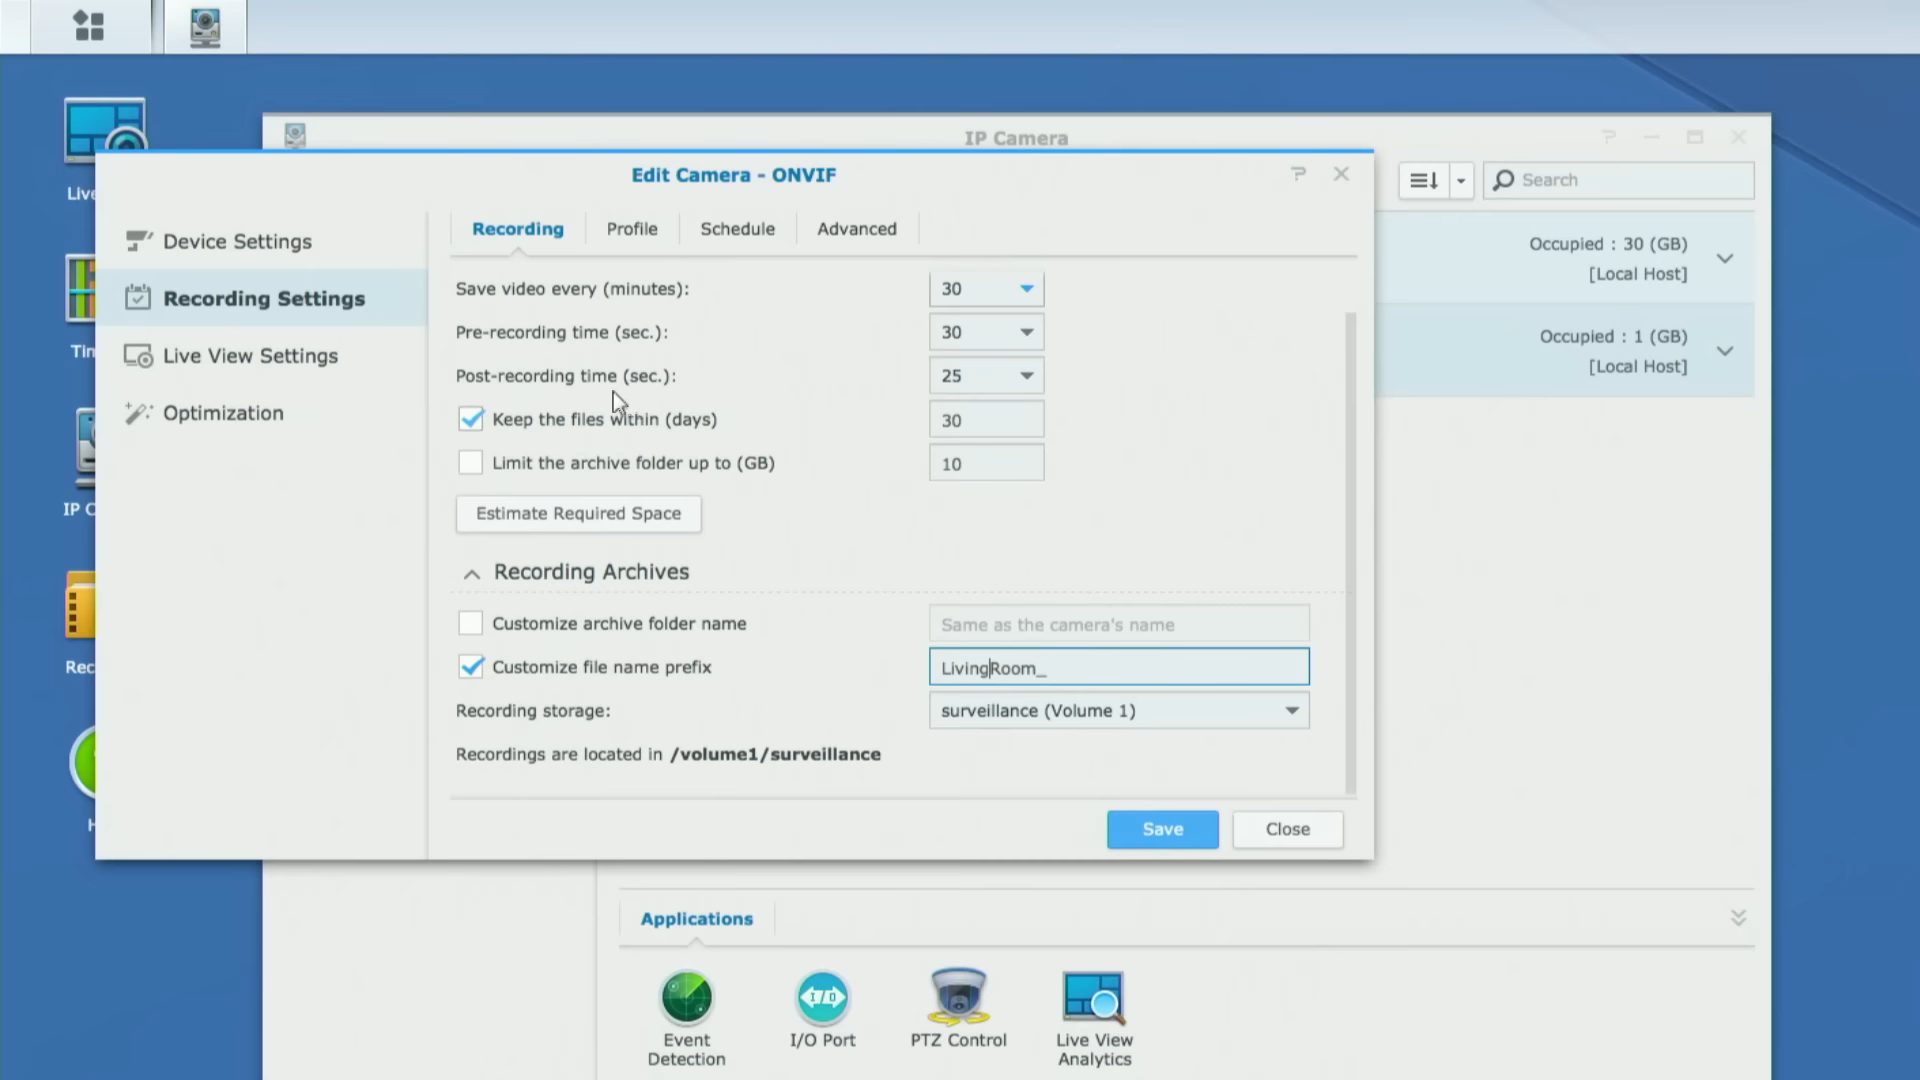 IP Camera
Live
Edit Camera - ONVIF
Search
Device Settings
Recording
Profile
Schedule
Advanced
Occupied : 30 (GB)
[Local Host]
Recording Settings
Save video every (minutes):
30
Pre-recording time (sec.):
30
Occupied : 1 (GB)
[Local Host]
Live View Settings
Post-recording time (sec.):
25
Optimization
Keep the files within (days)
30
Limit the archive folder up to (GB)
10
Estimate Required Space
IP C
Recording Archives
Customize archive folder name
Same as the camera's name
Customize file name prefix
LivingRoom_
Rec
Recording storage:
surveillance (Volume 1)
Recordings are located in /volume1/surveillance
Save
Close
Applications
I/O
Event
Detection
I/O Port
PTZ Control
Live View
Analytics